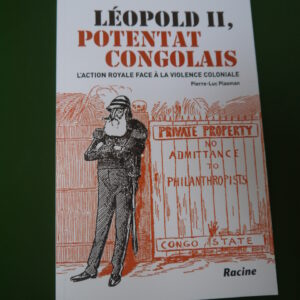 LÉOPOLD II,
POTENTAT
CONGOLAIS
L'ACTION ROYALE FACE À LA VIOLENCE COLONIALE
Pierre-Luc Plasman
PRIVATE PROPERTY
NO
ADMITTANCE
TO
PHILANTHROPISTS
CONGO STATE
Racine